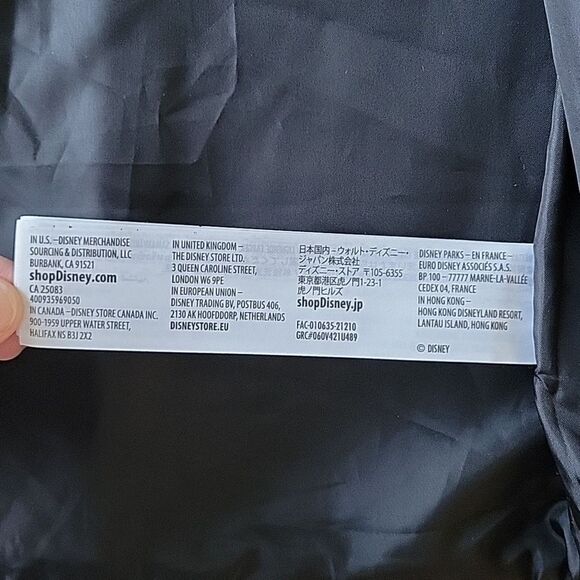 IN U.S. –DISNEY MERCHANDISE
SOURCING & DISTRIBUTION, LLC
BURBANK, CA 91521
shopDisney.com
CA 25083
400935969050
IN CANADA – DISNEY STORE CANADA INC.
900-1959 UPPER WATER STREET,
HALIFAX NS B3J 2X2
IN UNITED KINGDOM –
THE DISNEY STORE LTD.
3 QUEEN CAROLINE STREET,
LONDON W6 9PE
IN EUROPEAN UNION –
DISNEY TRADING BV, POSTBUS 406,
2130 AK HOOFDDORP, NETHERLANDS
DISNEYSTORE.EU
日本国内－ウォルト・ディズニー・
ジャパン株式会社
ディズニー・ストア 〒105-6355
東京都港区虎ノ門1-23-1
虎ノ門ヒルズ
shopDisney.jp
FAC-010635-21210
GRC#060V421U489
DISNEY PARKS – EN FRANCE –
EURO DISNEY ASSOCIÉS S.A.S.
BP 100 – 77777 MARNE-LA-VALLÉE
CEDEX 04, FRANCE
IN HONG KONG –
HONG KONG DISNEYLAND RESORT,
LANTAU ISLAND, HONG KONG
© DISNEY